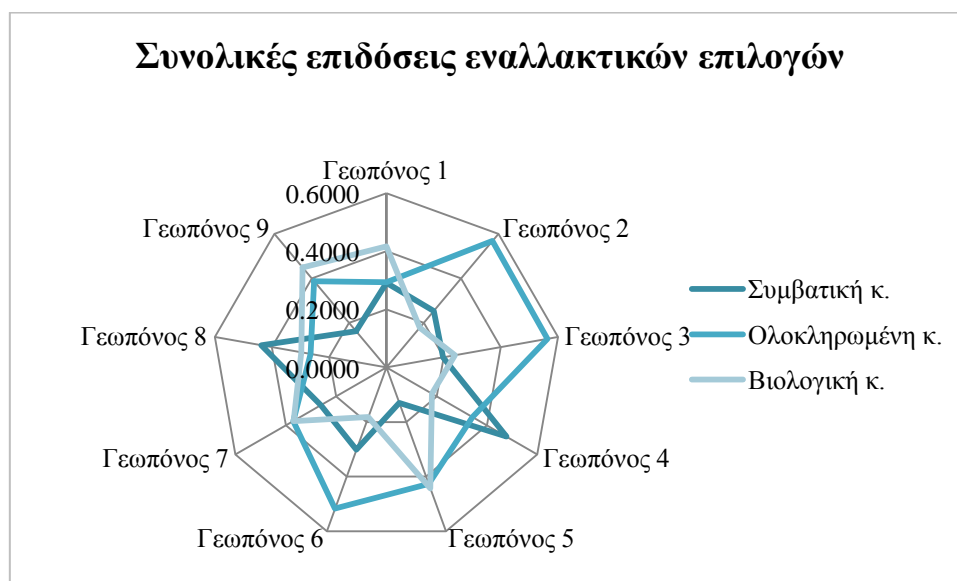 Συνολικές επιδόσεις εναλλακτικών επιλογών
Γεωπόνος 1
0.6000
Γεωπόνος 9
Γεωπόνος 2
0.4000
0.2000
Γεωπόνος 8
Γεωπόνος 3
0.0000
Γεωπόνος 7
Γεωπόνος 4
Γεωπόνος 6
Γεωπόνος 5
Συμβατική κ.
Ολοκληρωμένη κ.
Βιολογική κ.